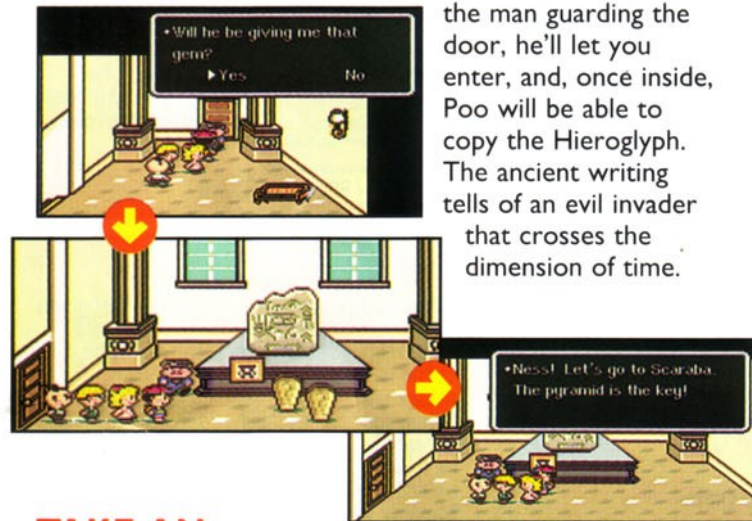 the man guarding the
door, he'll let you
enter, and, once inside,
Poo will be able to
copy the Hieroglyph.
The ancient writing
tells of an evil invader
that crosses the
dimension of time.
•Will he be giving me that
gem?
▶Yes No
•Ness! Let's go to Scaraba.
The pyramid is the key!
TAKE AN